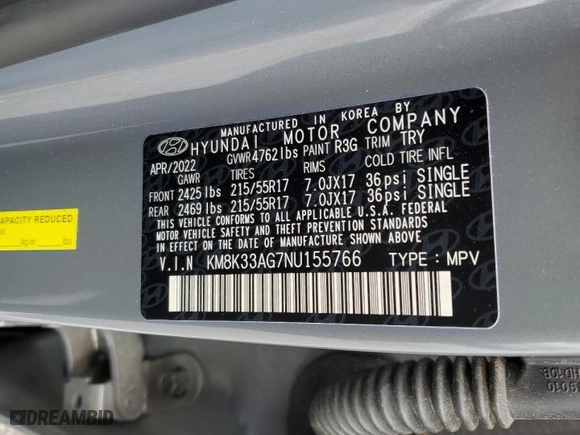 MANUFACTURED IN KOREA BY
HYUNDAI MOTOR COMPANY
APR/2022 GVWR4762lbs PAINT R3G TRIM TRY
GAWR TIRES RIMS COLD TIRE INFL
FRONT 2425lbs 215/55R17 7.0JX17 36psi SINGLE
REAR 2469lbs 215/55R17 7.0JX17 36psi SINGLE
THIS VEHICLE CONFORMS TO ALL APPLICABLE U.S.A. FEDERAL
MOTOR VEHICLE SAFETY, BUMPER, AND THEFT PREVENTION STANDARDS
IN EFFECT ON THE DATE OF MANUFACTURE SHOWN ABOVE.
V.I.N KM8K33AG7NU155766 TYPE: MPV
CAPACITY REDUCED
kg or lbs
DREAMBID